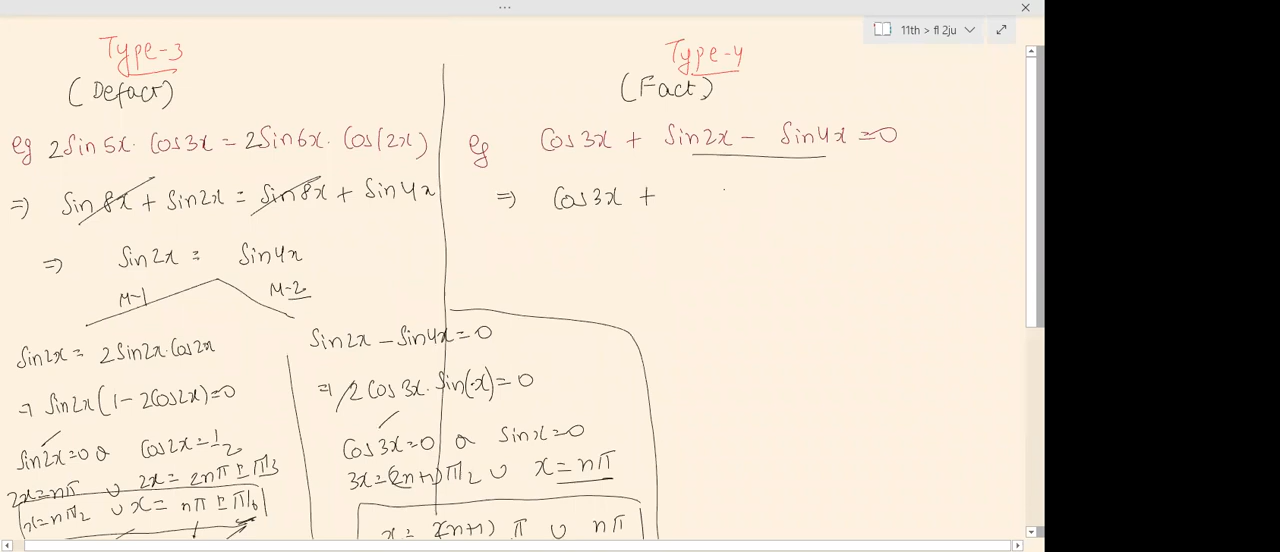 11th > fl 2ju
Type-3
(Defact)
eg 2Sin5x. Cos3x = 2Sin6x. Cos(2x)
⇒ Sin8x + Sin2x = Sin8x + Sin4x
⇒ Sin2x = Sin4x
M-1 M-2
Sin2x = 2Sin2x.Cos2x
⇒ Sin2x(1-2Cos2x)=0
Sin2x=0 or Cos2x=1/2
2x=nπ ∪ 2x= 2nπ ± π/3
x=nπ/2 ∪ x= nπ ± π/6
Sin2x - Sin4x = 0
⇒ 2Cos3x. Sin(-x)=0
Cos3x=0 or Sinx=0
3x=(2n+1)π/2 ∪ x=nπ
x= (2n+1) π ∪ nπ
Type-4
(Fact)
eg Cos3x + Sin2x - Sin4x =0
⇒ Cos3x +